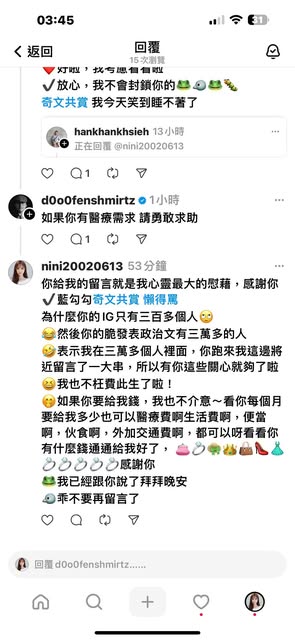 03:45
31
返回
回覆
15 次瀏覽
❤️好啦，我考慮看看啦
✔️放心，我不會封鎖你的🐸🐟🐸🐛
奇文共賞 我今天笑到睡不著了
hankhankhsieh 13小時
正在回覆 @nini20020613
1
d0o0fenshmirtz 1小時
如果你有醫療需求 請勇敢求助
1
nini20020613 53分鐘
你給我的留言就是我心靈最大的慰藉，感謝你
✔️藍勾勾奇文共賞 懶得罵
為什麼你的IG只有三百多個人🙄
😂然後你的脆發表政治文有三萬多的人
🤣表示我在三萬多個人裡面，你跑來我這邊將
近留言了一大串，所以有你這些關心就夠了啦
😆我也不枉費此生了啦！
😆如果你要給我錢，我也不介意～看你每個月
要給我多少也可以醫療費啊生活費啊，便當
啊，伙食啊，外加交通費啊，都可以呀看看你
有什麼錢通通給我好了，👛💍🥦👑👜👠👗
💍💍💍💍💍感謝你
🐸我已經跟你說了拜拜晚安
🐚乖不要再留言了
回覆 d0o0fenshmirtz......